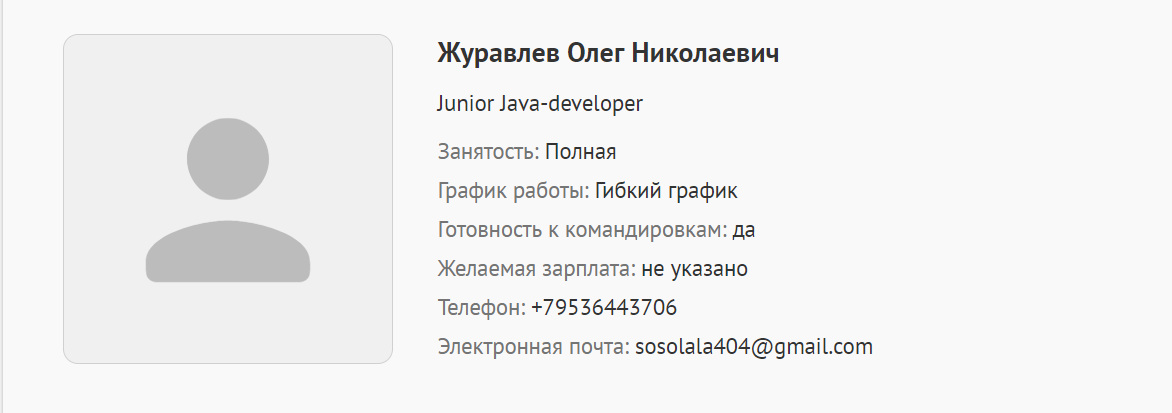 Журавлев Олег Николаевич
Junior Java-developer
Занятость: Полная
График работы: Гибкий график
Готовность к командировкам: да
Желаемая зарплата: не указано
Телефон: +79536443706
Электронная почта: sosolala404@gmail.com